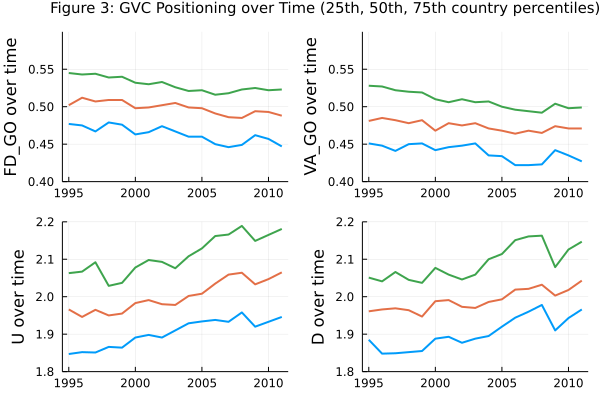 Figure 3: GVC Positioning over Time (25th, 50th, 75th country percentiles)
FD_GO over time
0.55
0.50
0.45
0.40
1995 2000 2005 2010
VA_GO over time
0.55
0.50
0.45
0.40
1995 2000 2005 2010
U over time
2.2
2.1
2.0
1.9
1.8
1995 2000 2005 2010
D over time
2.2
2.1
2.0
1.9
1.8
1995 2000 2005 2010